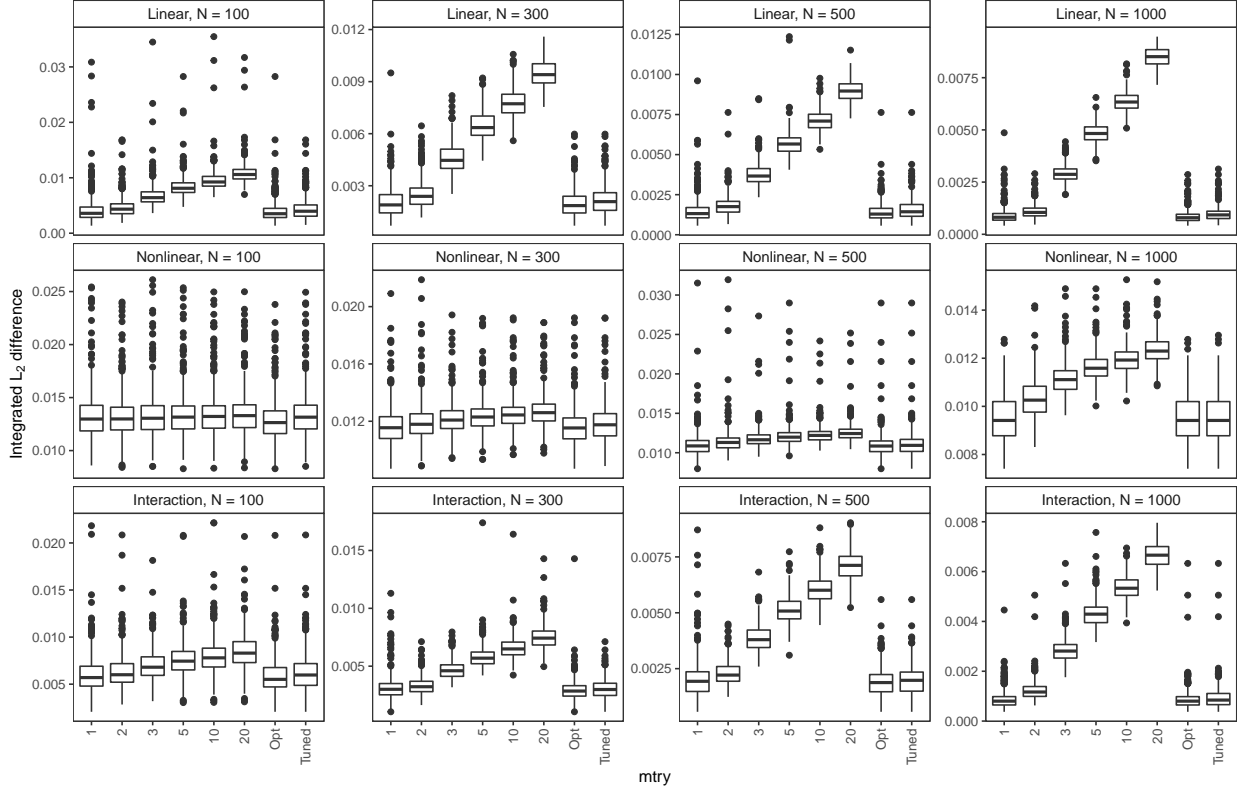 Linear, N = 100
Linear, N = 300
Linear, N = 500
Linear, N = 1000
0.03
0.02
0.01
0.00
0.012
0.009
0.006
0.003
0.0125
0.0100
0.0075
0.0050
0.0025
0.0000
0.0075
0.0050
0.0025
0.0000
Nonlinear, N = 100
Nonlinear, N = 300
Nonlinear, N = 500
Nonlinear, N = 1000
0.025
0.020
0.015
0.010
0.020
0.016
0.012
0.030
0.025
0.020
0.015
0.010
0.014
0.012
0.010
0.008
Interaction, N = 100
Interaction, N = 300
Interaction, N = 500
Interaction, N = 1000
0.020
0.015
0.010
0.005
0.015
0.010
0.005
0.0075
0.0050
0.0025
0.008
0.006
0.004
0.002
0.000
1 2 3 5 10 20 Opt Tuned
1 2 3 5 10 20 Opt Tuned
1 2 3 5 10 20 Opt Tuned
1 2 3 5 10 20 Opt Tuned
Integrated L₂ difference
mtry